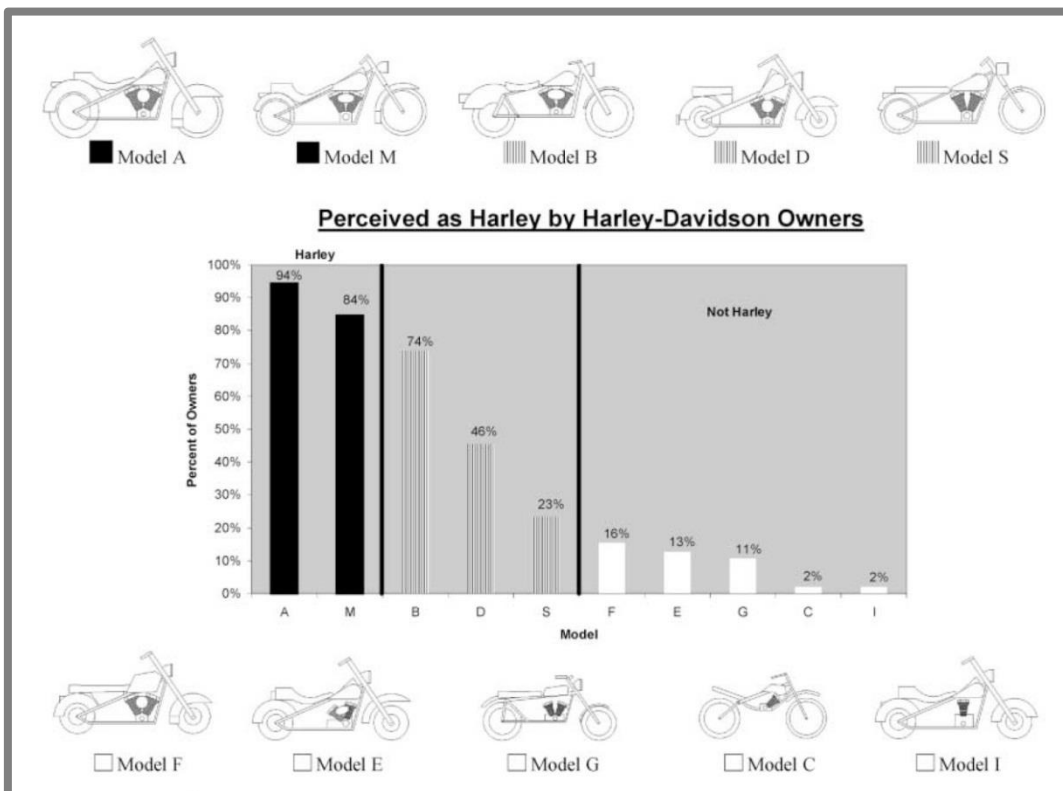 Model A
Model M
Model B
Model D
Model S
Perceived as Harley by Harley-Davidson Owners
Harley
Not Harley
Percent of Owners
100%
90%
80%
70%
60%
50%
40%
30%
20%
10%
0%
94%
84%
74%
46%
23%
16%
13%
11%
2%
2%
A M B D S F E G C I
Model
Model F
Model E
Model G
Model C
Model I